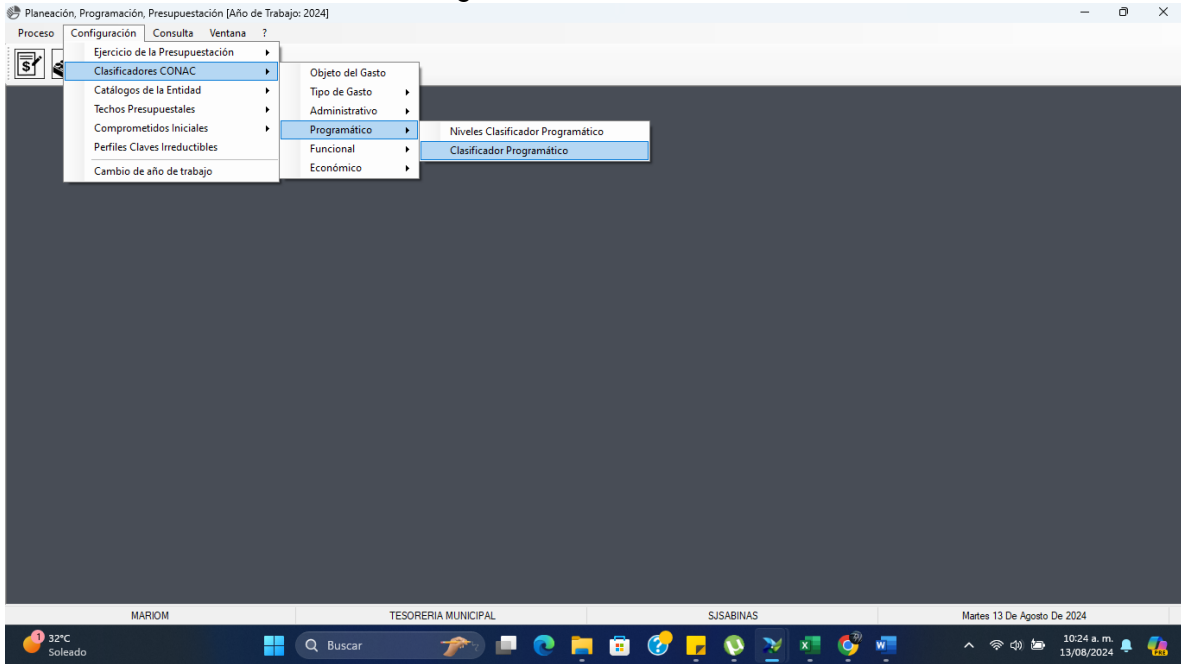 Planeación, Programación, Presupuestación [Año de Trabajo: 2024]
Proceso Configuración Consulta Ventana ?
Ejercicio de la Presupuestación
Clasificadores CONAC
Catálogos de la Entidad
Techos Presupuestales
Comprometidos Iniciales
Perfiles Claves Irreductibles
Cambio de año de trabajo
Objeto del Gasto
Tipo de Gasto
Administrativo
Programático
Funcional
Económico
Niveles Clasificador Programático
Clasificador Programático
MARIOM TESORERIA MUNICIPAL SJSABINAS Martes 13 De Agosto De 2024
1 32°C
Soleado
Buscar
10:24 a. m.
13/08/2024